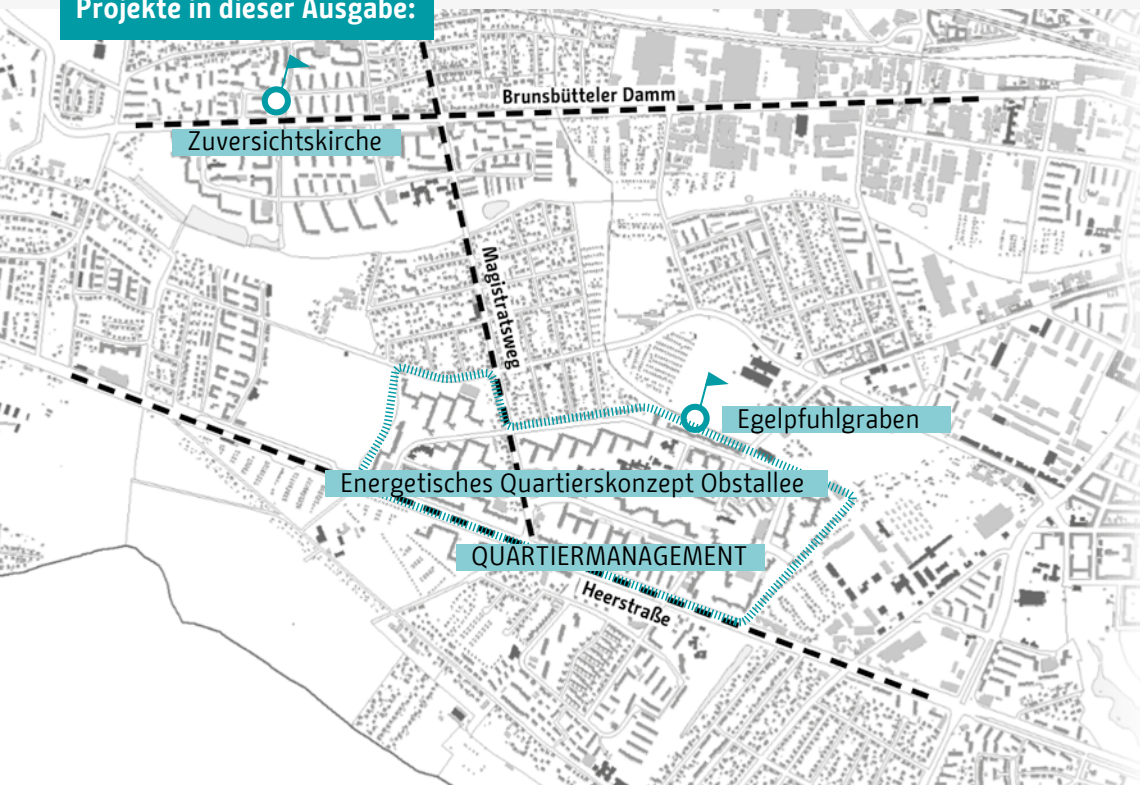 Projekte in dieser Ausgabe:
Brunsbütteler Damm
Zuversichtskirche
Magistratsweg
Egelpfuhlgraben
Energetisches Quartierskonzept Obstallee
QUARTIERMANAGEMENT
Heerstraße